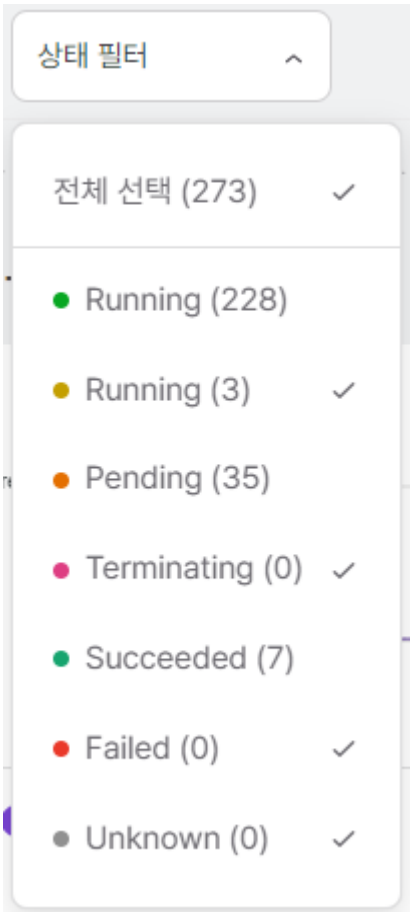 상태 필터
전체 선택 (273)
Running (228)
Running (3)
Pending (35)
Terminating (0)
Succeeded (7)
Failed (0)
Unknown (0)